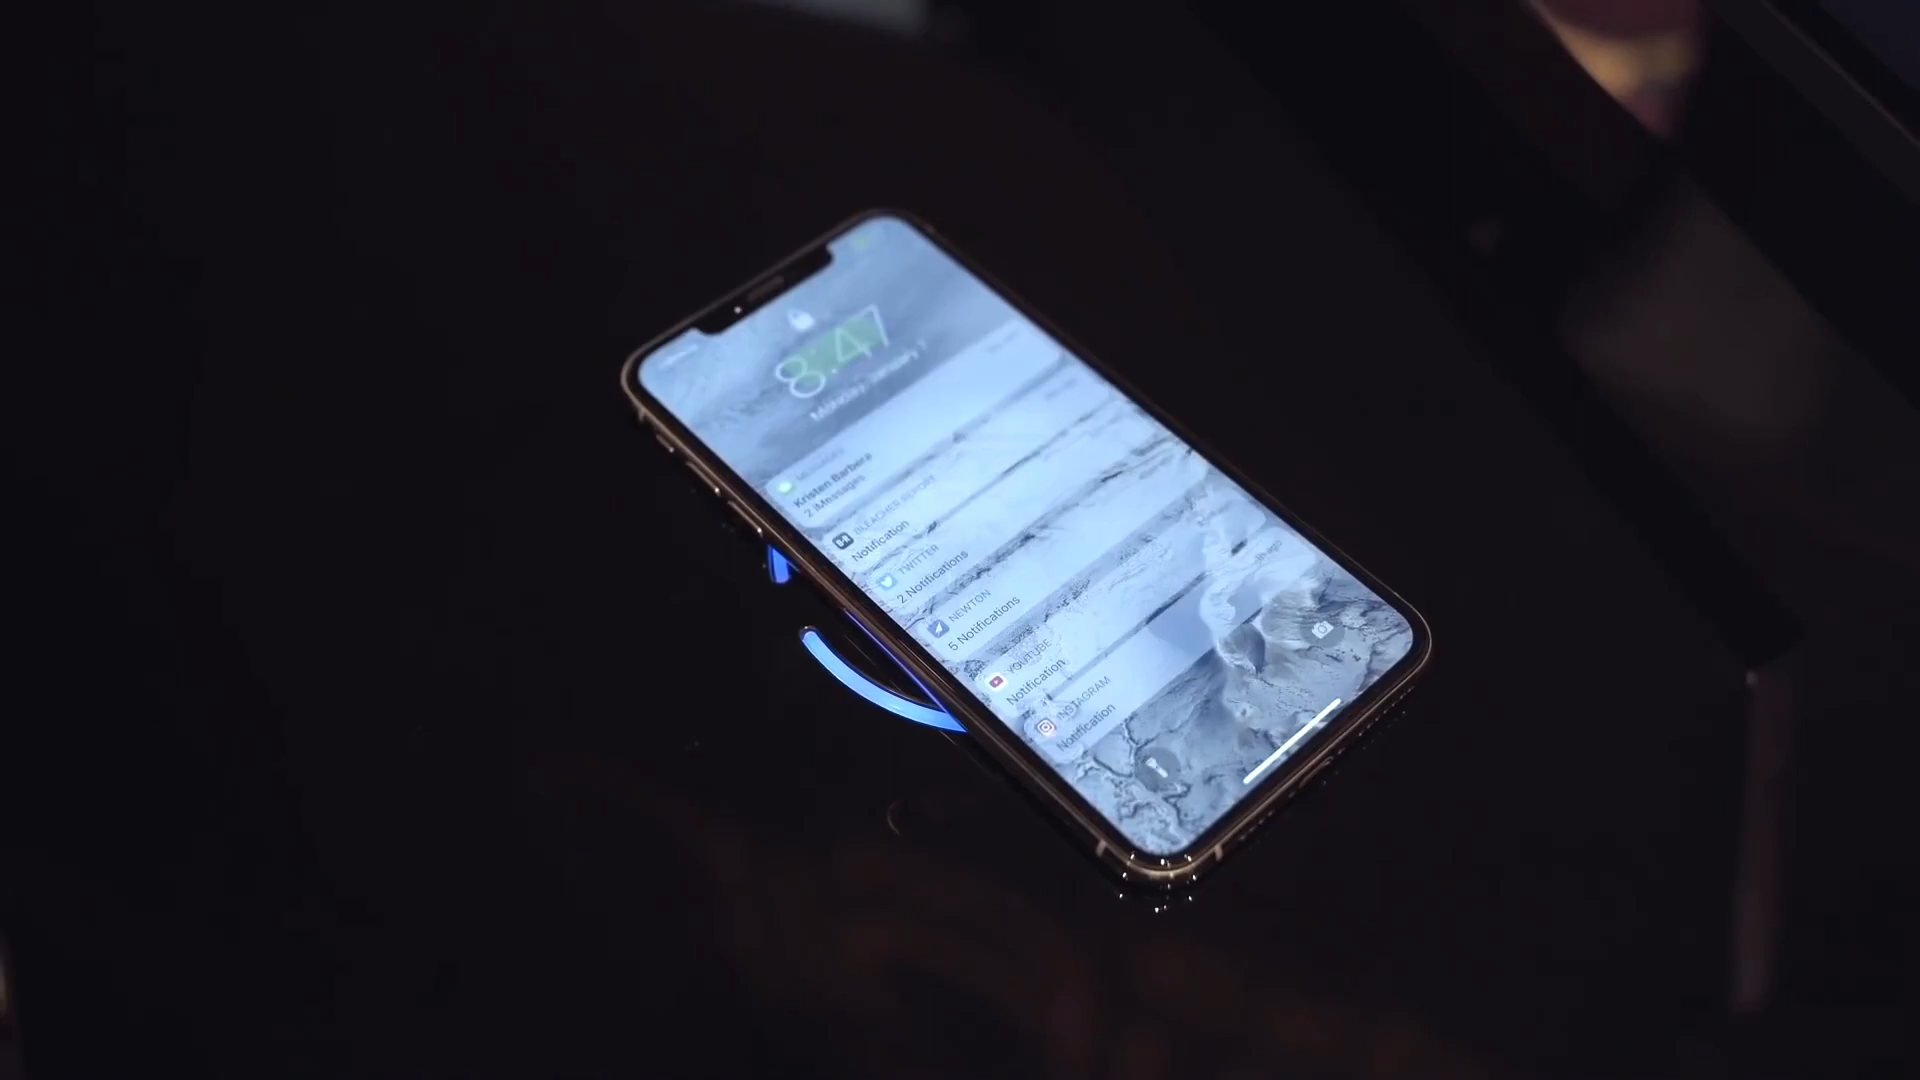 8:47
Monday, January 7
MESSAGES
Kristen Barbera
2 iMessages
BLEACHER REPORT
Notification
TWITTER
2 Notifications
NEWTON
5 Notifications
YOUTUBE
Notification
INSTAGRAM
Notification